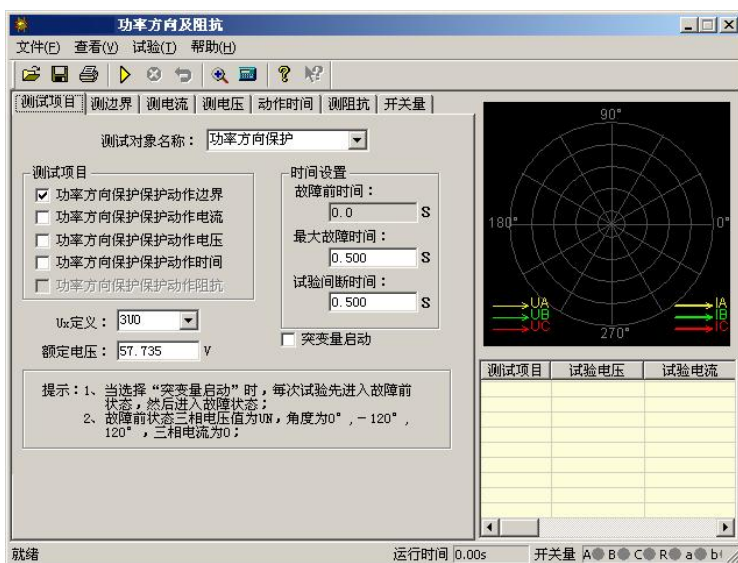 功率方向及阻抗
文件(F) 查看(V) 试验(T) 帮助(H)
测试项目 测边界 测电流 测电压 动作时间 测阻抗 开关量
测试对象名称： 功率方向保护
测试项目
功率方向保护保护动作边界
功率方向保护保护动作电流
功率方向保护保护动作电压
功率方向保护保护动作时间
功率方向保护保护动作阻抗
时间设置
故障前时间：
0.0 S
最大故障时间：
0.500 S
试验间断时间：
0.500 S
Ux定义： 3U0
突变量启动
额定电压： 57.735 V
提示：1、当选择“突变量启动”时，每次试验先进入故障前
状态，然后进入故障状态；
2、故障前状态三相电压值为UN，角度为0°,－120°,
120°，三相电流为0；
90°
180° 0°
270°
UA IA
UB IB
UC IC
测试项目 试验电压 试验电流
就绪 运行时间 0.00s 开关量 A B C R a b